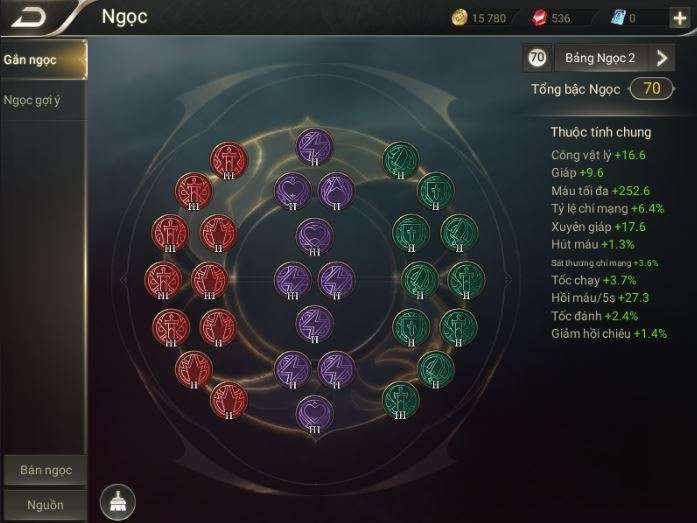 Ngọc
15 780
536
0
Gắn ngọc
Ngọc gợi ý
70
Bảng Ngọc 2
Tổng bậc Ngọc 70
Thuộc tính chung
Công vật lý +16.6
Giáp +9.6
Máu tối đa +252.6
Tỷ lệ chí mạng +6.4%
Xuyên giáp +17.6
Hút máu +1.3%
Sát thương chí mạng +3.6%
Tốc chạy +3.7%
Hồi máu/5s +27.3
Tốc đánh +2.4%
Giảm hồi chiêu +1.4%
Bán ngọc
Nguồn